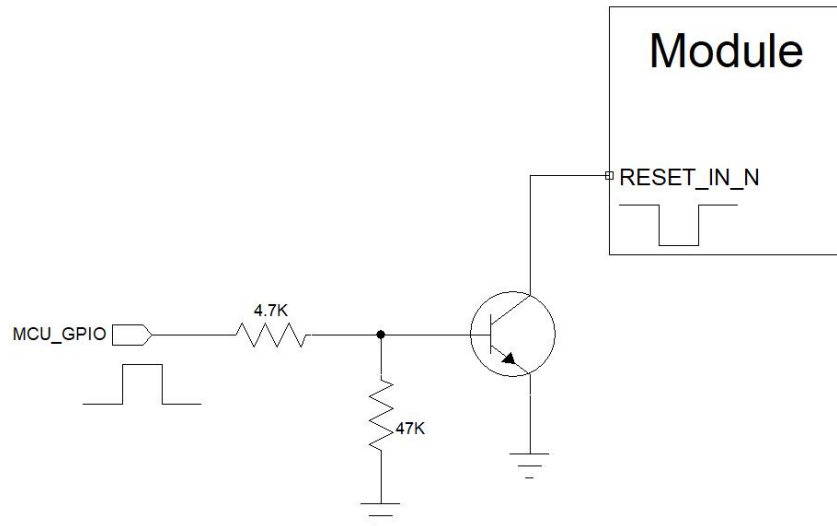 Module
RESET_IN_N
4.7K
MCU_GPIO
47K